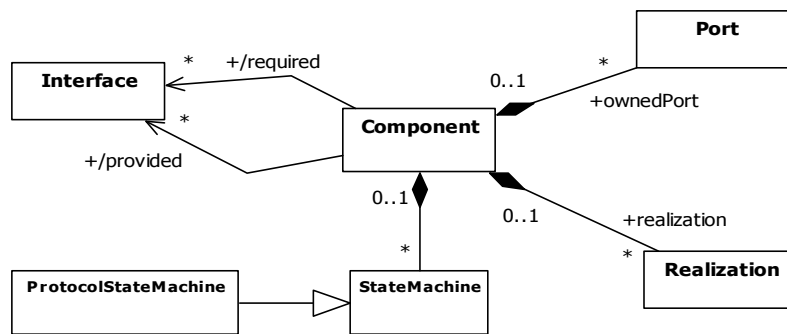 Port
* +/required
*
Interface
0..1
+ownedPort
*
Component
+/provided
0..1
0..1
+realization
*
*
Realization
ProtocolStateMachine
StateMachine